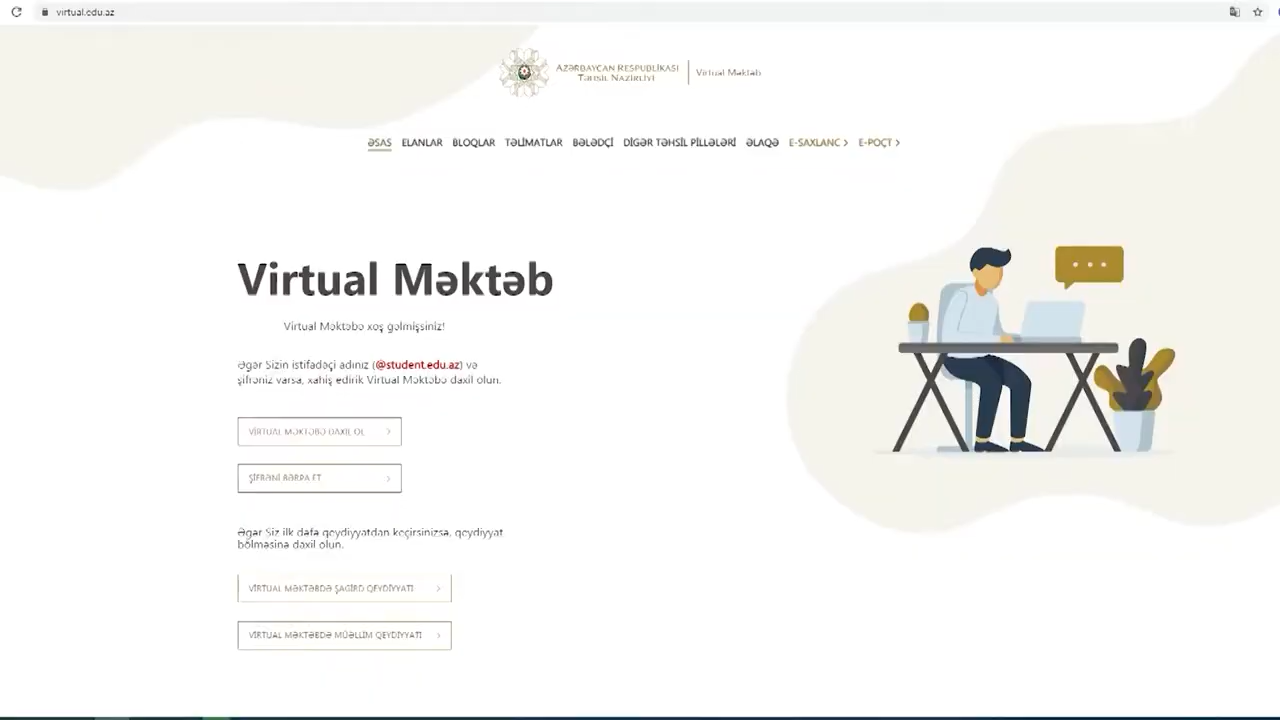 virtual.edu.az
AZƏRBAYCAN RESPUBLİKASI
TƏHSİL NAZİRLİYİ
Virtual Məktəb
ƏSAS ELANLAR BLOQLAR TƏLİMATLAR BƏLƏDÇİ DİGƏR TƏHSİL PİLLƏLƏRİ ƏLAQƏ E-SAXLANC E-POÇT
Virtual Məktəb
Virtual Məktəbə xoş gəlmişsiniz!
Əgər Sizin istifadəçi adınız (@student.edu.az) və
şifrəniz varsa, xahiş edirik Virtual Məktəbə daxil olun.
VİRTUAL MƏKTƏBƏ DAXİL OL
ŞİFRƏNİ BƏRPA ET
Əgər Siz ilk dəfə qeydiyyatdan keçirsinizsə, qeydiyyat
bölməsinə daxil olun.
VİRTUAL MƏKTƏBDƏ ŞAGİRD QEYDİYYATI
VİRTUAL MƏKTƏBDƏ MÜƏLLİM QEYDİYYATI